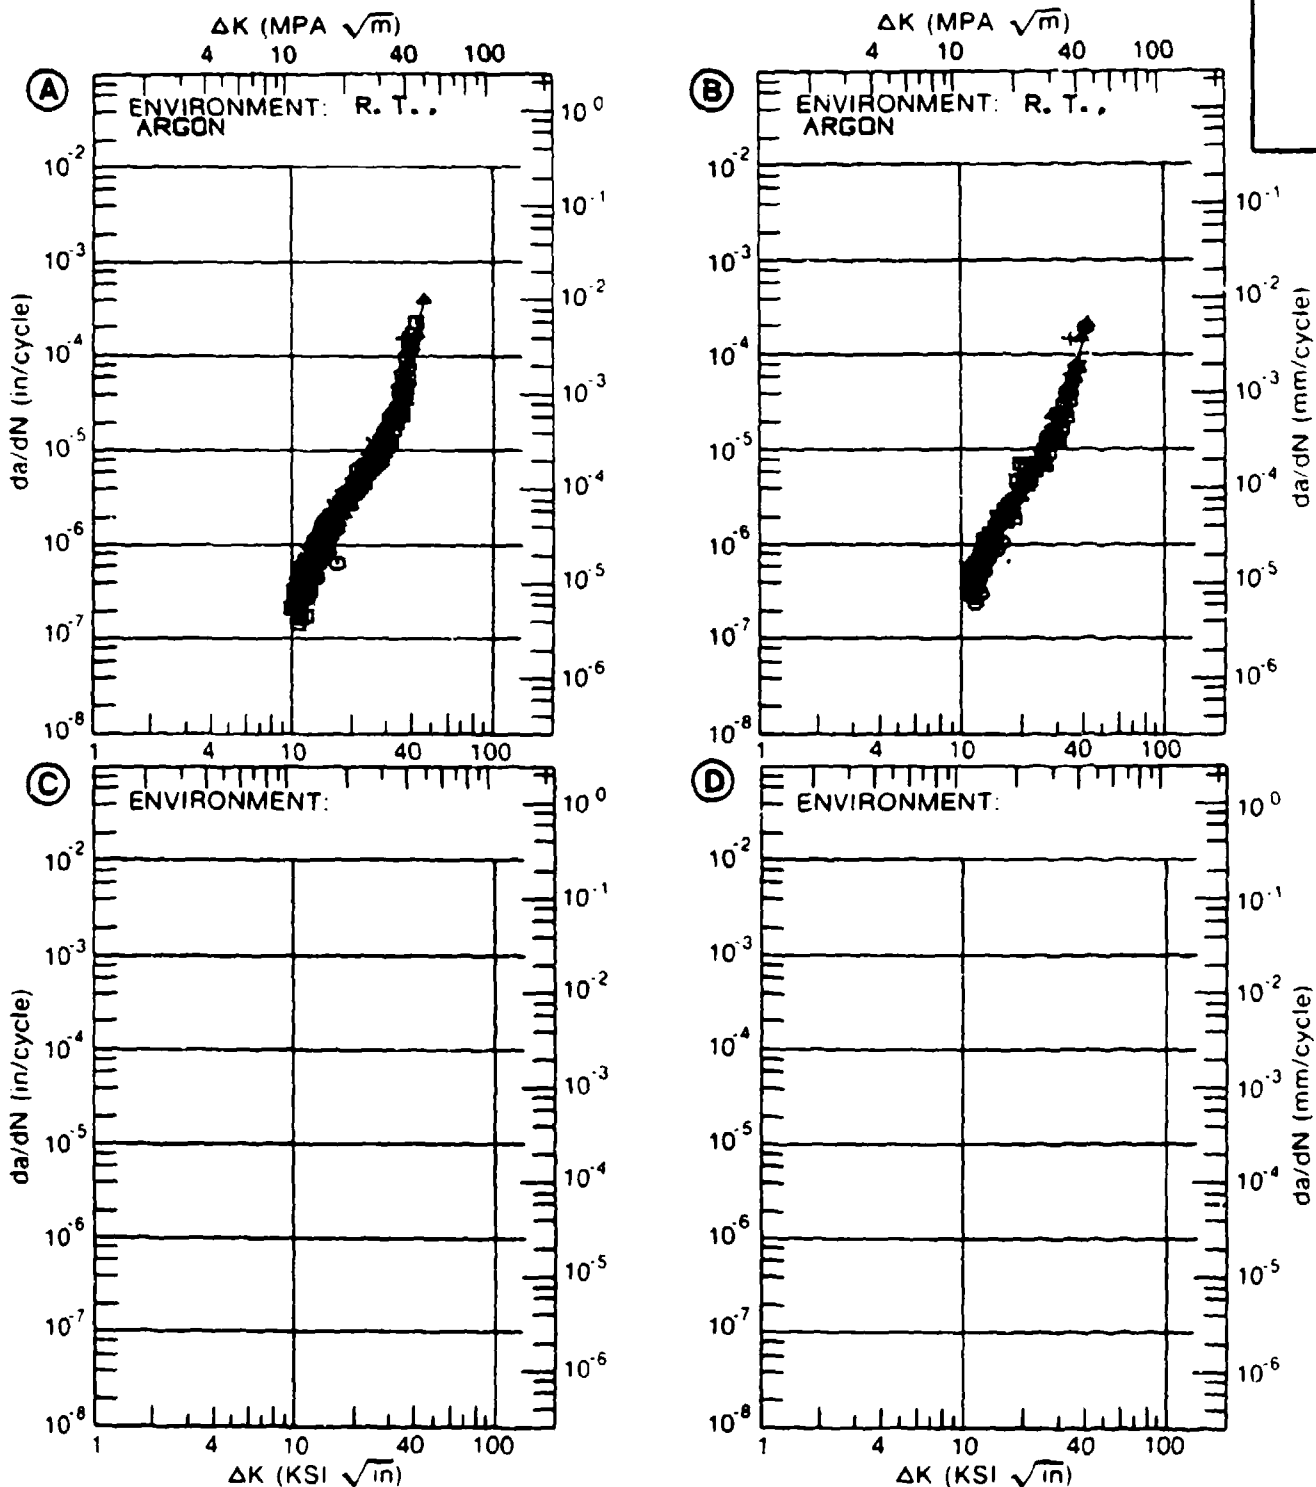 ΔK (MPA √m)
4 10 40 100
A
ENVIRONMENT: R. T.,
ARGON
10⁰
10⁻¹
10⁻²
10⁻³
10⁻⁴
10⁻⁵
10⁻⁶
10⁻²
10⁻³
10⁻⁴
10⁻⁵
10⁻⁶
10⁻⁷
10⁻⁸
da/dN (in/cycle)
1 4 10 40 100
ΔK (MPA √m)
4 10 40 100
B
ENVIRONMENT: R. T.,
ARGON
10⁻²
10⁻³
10⁻⁴
10⁻⁵
10⁻⁶
10⁻⁷
10⁻⁸
10⁻¹
10⁻²
10⁻³
10⁻⁴
10⁻⁵
10⁻⁶
da/dN (mm/cycle)
1 4 10 40 100
C
ENVIRONMENT:
10⁰
10⁻¹
10⁻²
10⁻³
10⁻⁴
10⁻⁵
10⁻⁶
10⁻²
10⁻³
10⁻⁴
10⁻⁵
10⁻⁶
10⁻⁷
10⁻⁸
da/dN (in/cycle)
1 4 10 40 100
ΔK (KSI √in)
D
ENVIRONMENT:
10⁻²
10⁻³
10⁻⁴
10⁻⁵
10⁻⁶
10⁻⁷
10⁻⁸
10⁰
10⁻¹
10⁻²
10⁻³
10⁻⁴
10⁻⁵
10⁻⁶
da/dN (mm/cycle)
1 4 10 40 100
ΔK (KSI √in)